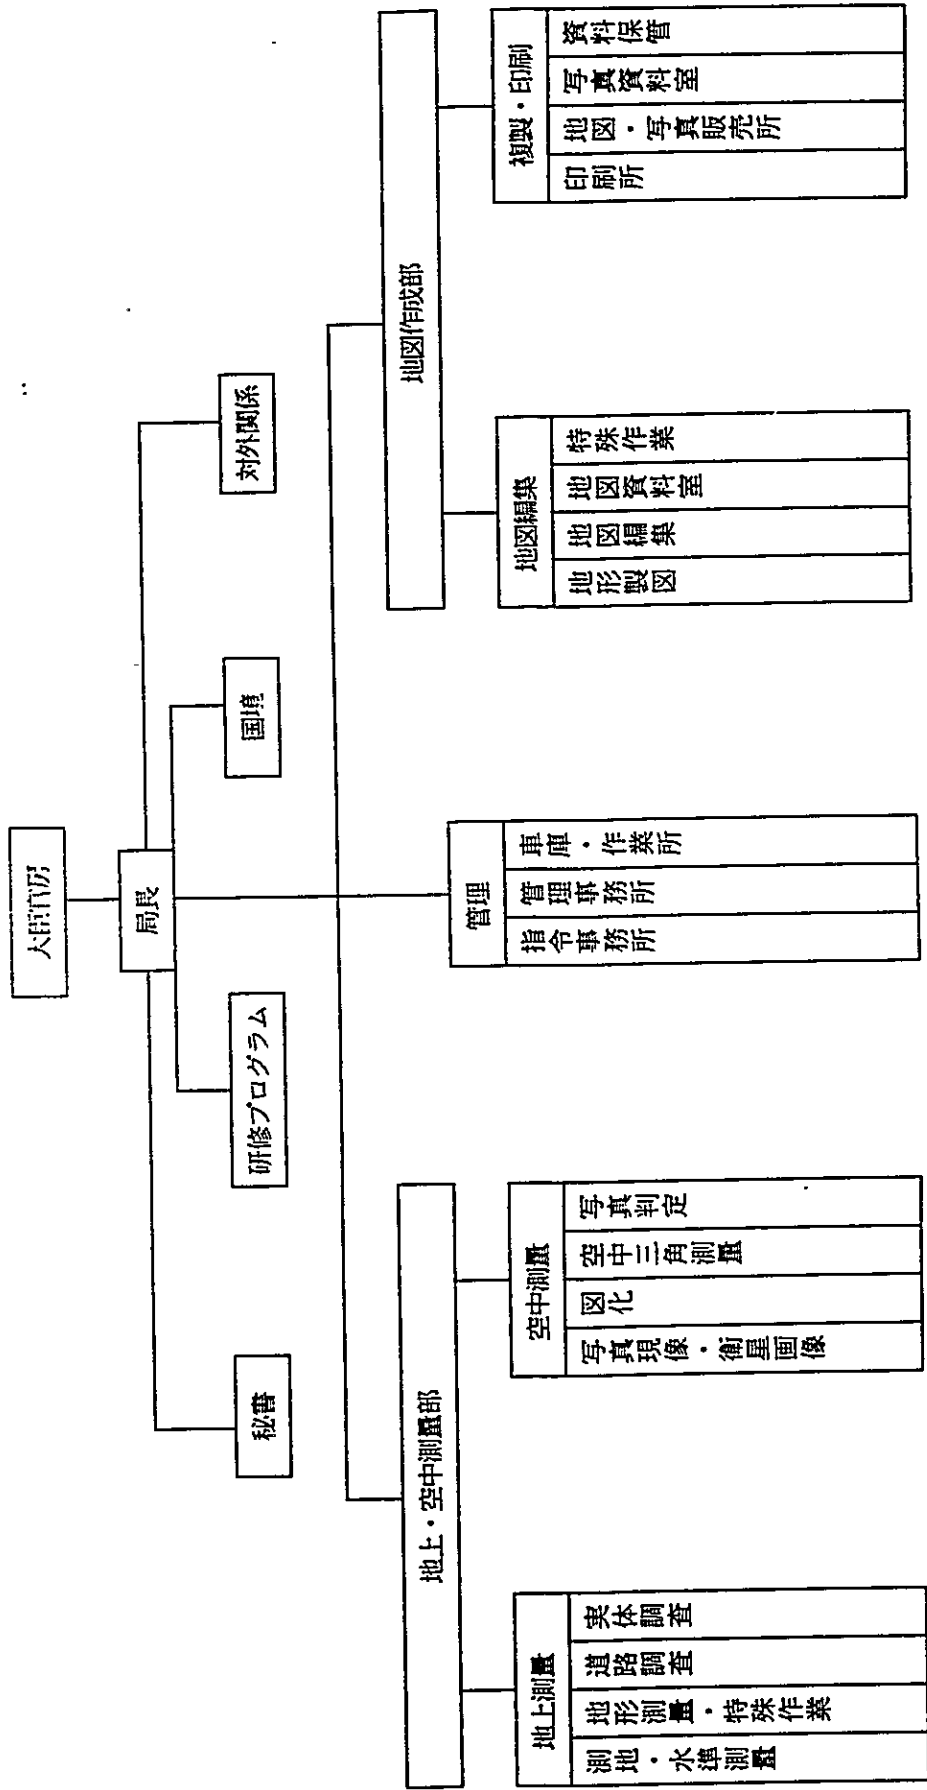 大臣官房
局長
秘書
研修プログラム
国境
対外関係
地上・空中測量部
地図作成部
地上測量
測地・水準測量
地形測量・特殊作業
道路調査
実体調査
空中測量
写真現像・衛星画像
図化
空中三角測量
写真判定
管理
指令事務所
管理事務所
車庫・作業所
地図編集
地形製図
地図編集
地図資料室
特殊作業
複製・印刷
印刷所
地図・写真販売所
写真資料室
資料保管